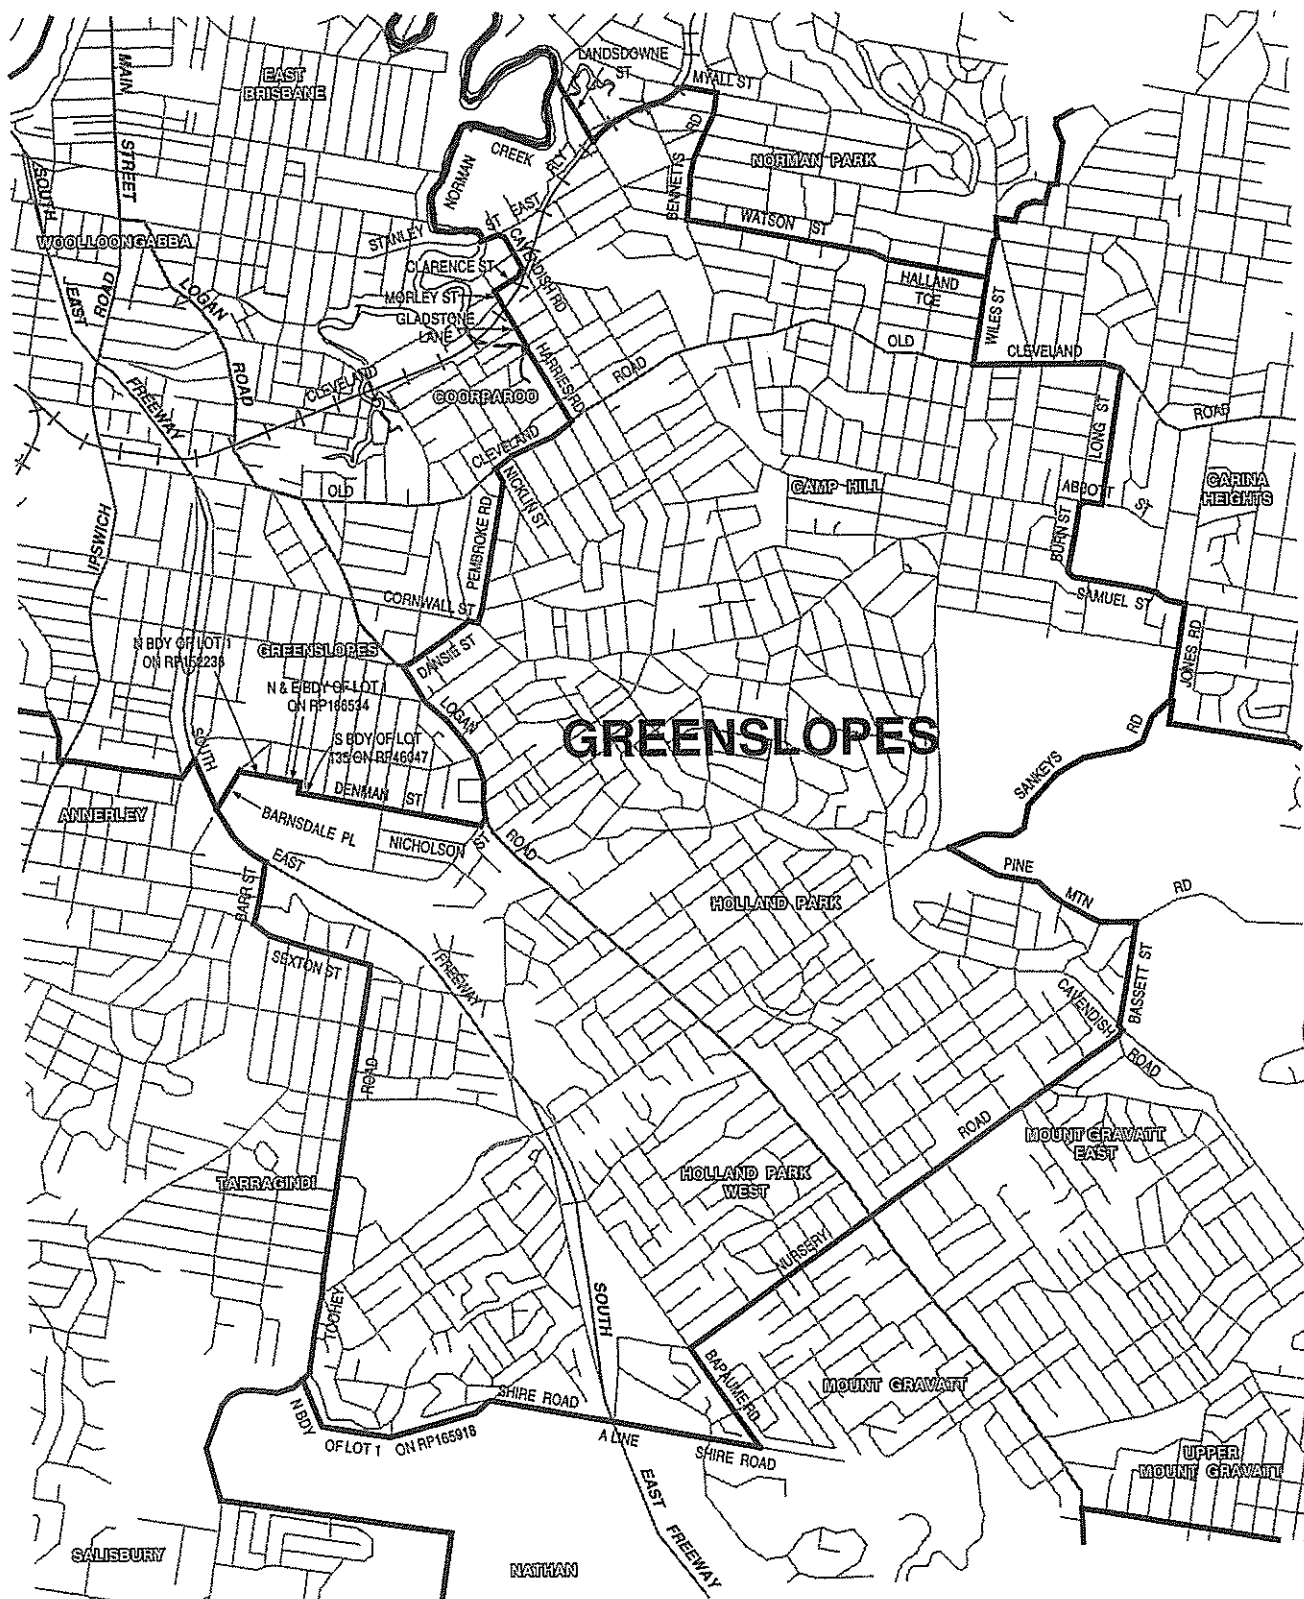 LANDSDOWNE
ST
MYALL ST
EAST
BRISBANE
MAIN
STREET
CREEK
RLY
RD
BENNETTS
NORMAN PARK
NORMAN
SOUTH
EAST
ST
EAST
STANLEY
WATSON ST
WOOLLOONGABBA
CAVENDISH RD
CLARENCE ST
HALLAND
TCE
ROAD
LOGAN
MORLEY ST
GLADSTONE
LANE
WILES ST
OLD
CLEVELAND
HARRIES RD
ROAD
FREEWAY
ROAD
CLEVELAND
COORPAROO
LONG ST
ROAD
CLEVELAND
NICKLIN ST
OLD
CAMP HILL
ABBOTT
ST
CARINA
HEIGHTS
IPSWICH
PEMBROKE RD
BURN ST
CORNWALL ST
SAMUEL ST
N BDY OF LOT 1
ON RP152236
GREENSLOPES
DANSIE ST
JONES RD
N & E BDY OF LOT 1
ON RP166534
LOGAN
GREENSLOPES
RD
SOUTH
S BDY OF LOT
135 ON RP46047
SANKEYS
DENMAN ST
ANNERLEY
BARNSDALE PL
NICHOLSON
ST
ROAD
EAST
PINE
MTN
RD
BARR ST
HOLLAND PARK
SEXTON ST
FREEWAY
BASSETT ST
CAVENDISH
ROAD
ROAD
ROAD
MOUNT GRAVATT
EAST
TARRAGINDI
HOLLAND PARK
WEST
NURSERY
SOUTH
TOOHEY
BAPAUME RD
MOUNT GRAVATT
SHIRE ROAD
N BDY
OF LOT 1 ON RP165918
A LINE
SHIRE ROAD
UPPER
MOUNT GRAVATT
EAST
FREEWAY
SALISBURY
NATHAN